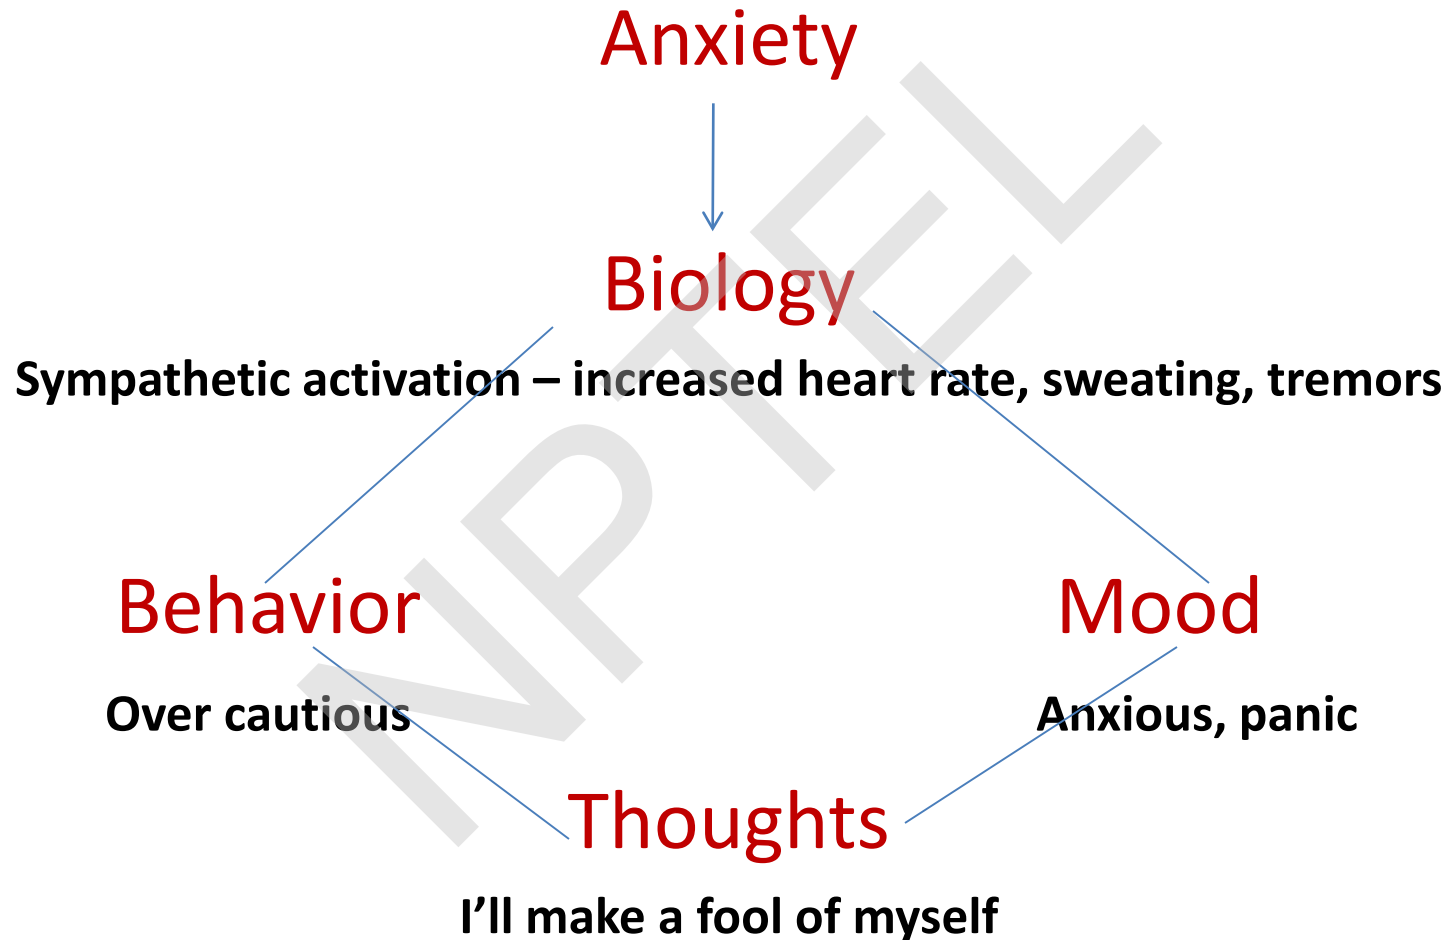 Anxiety
Biology
Sympathetic activation – increased heart rate, sweating, tremors
Behavior
Mood
Over cautious
Anxious, panic
Thoughts
I’ll make a fool of myself
NPTEL